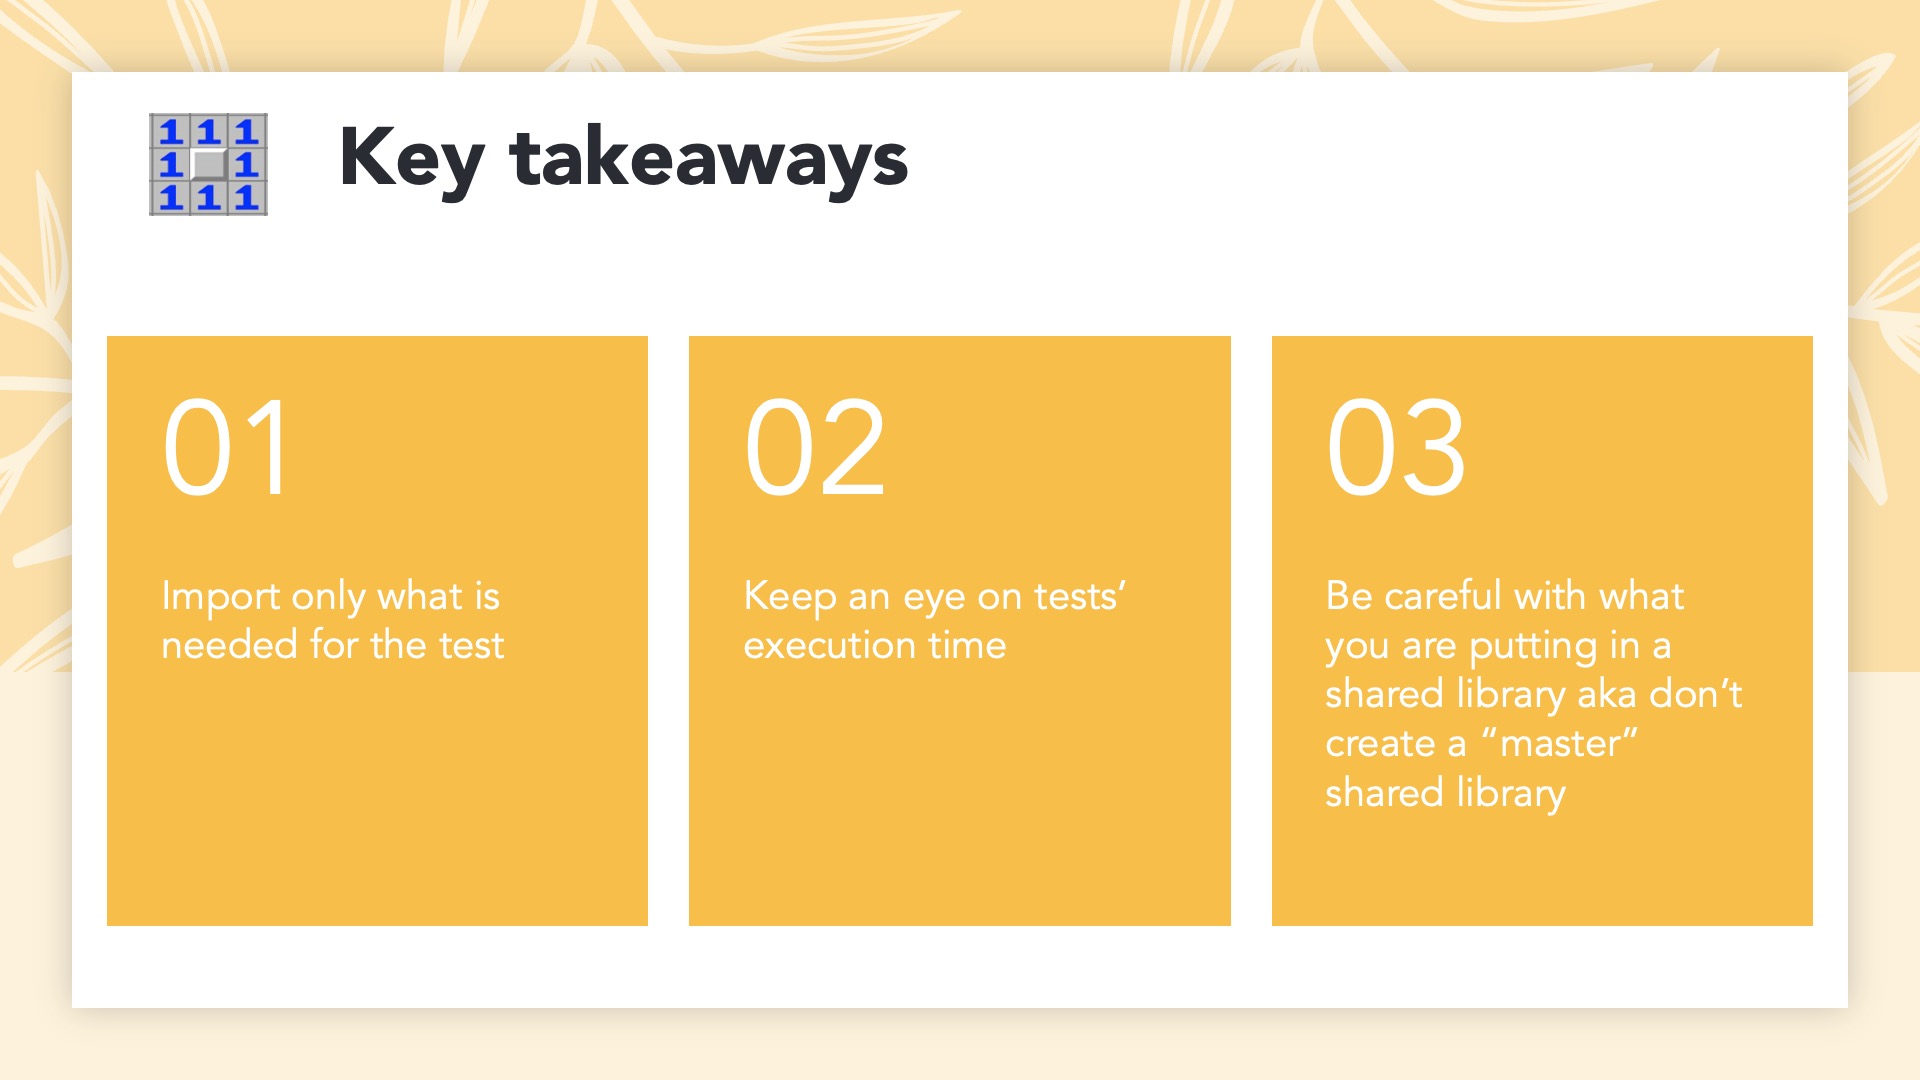 1 1 1
1 1
1 1 1
Key takeaways
01
Import only what is
needed for the test
02
Keep an eye on tests’
execution time
03
Be careful with what
you are putting in a
shared library aka don’t
create a “master”
shared library